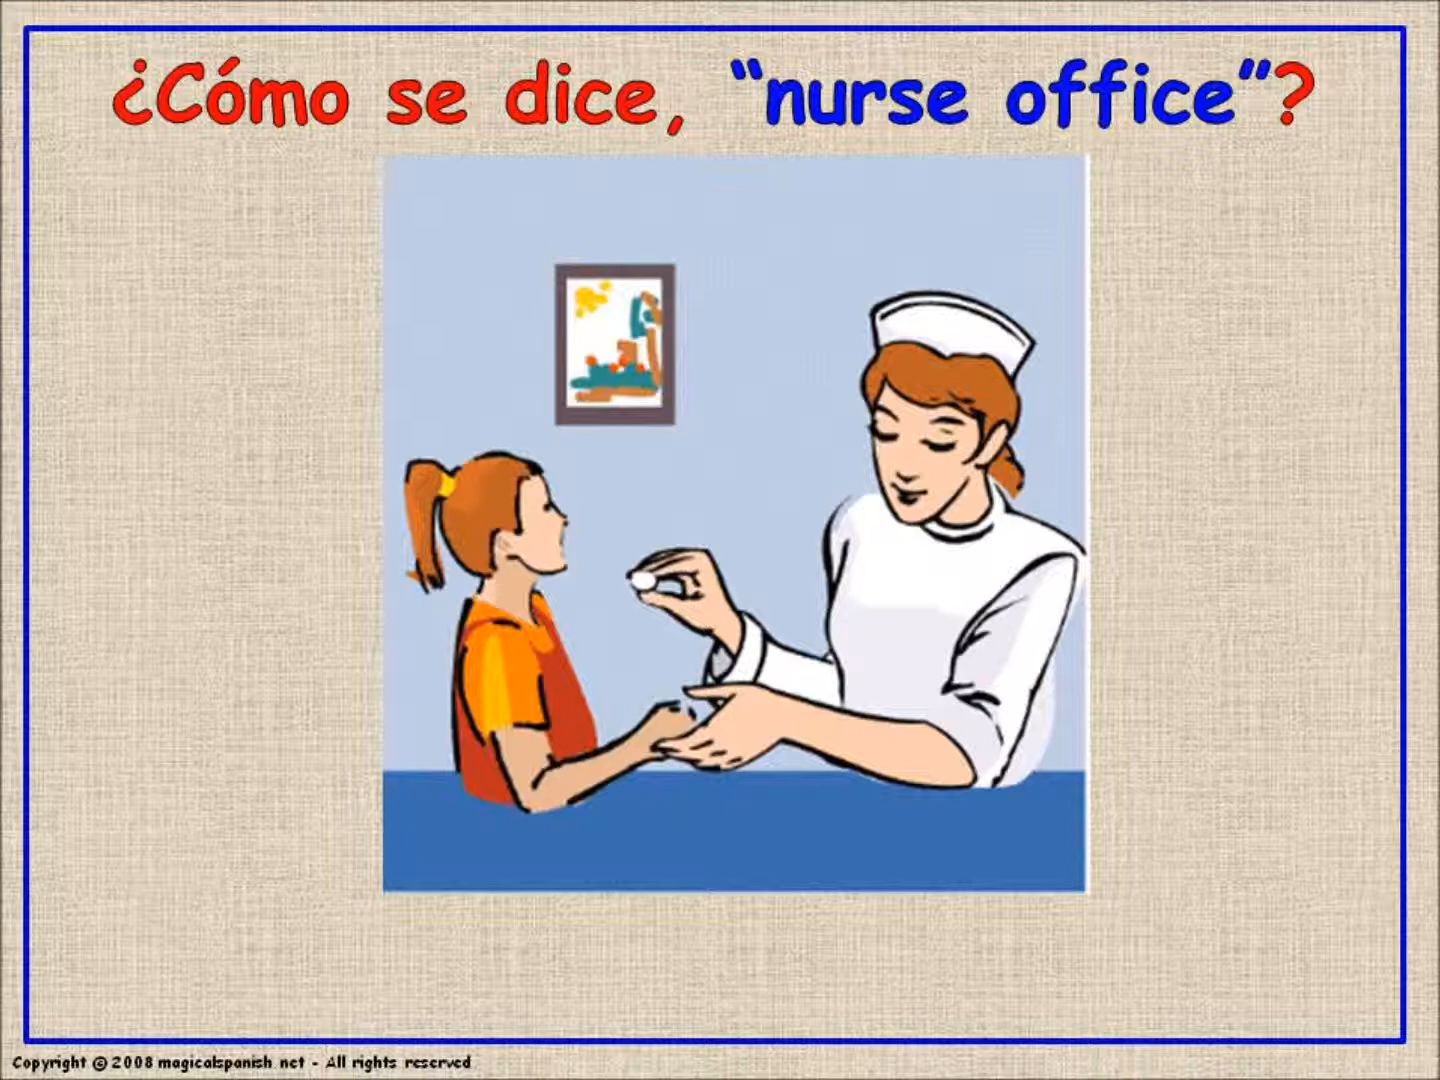 ¿Cómo se dice, “nurse office”?
Copyright © 2008 magicalspanish.net - All rights reserved